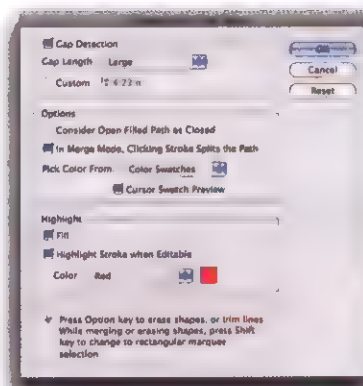 Gap Detection
OK
Gap Length Large
Cancel
Custom
Reset
Options
Consider Open Filled Path as Closed
In Merge Mode, Clicking Stroke Splits the Path
Pick Color From Color Swatches
Cursor Swatch Preview
Highlight
Fill
Highlight Stroke when Editable
Color Red
Press Option key to erase shapes, or trim lines
While merging or erasing shapes, press Shift
key to change to rectangular marquee
selection